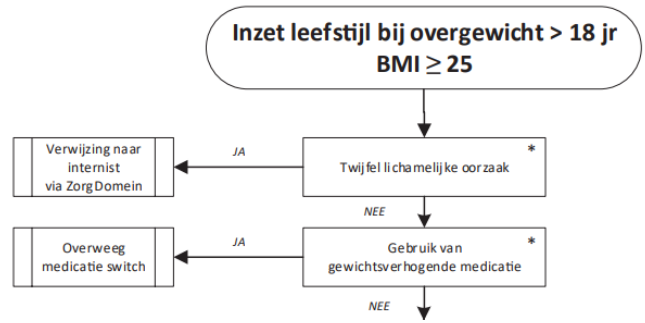 Inzet leefstijl bij overgewicht > 18 jr
BMI ≥ 25
Verwijzing naar
internist
via ZorgDomein
JA
Twijfel lichamelijke oorzaak
*
NEE
Overweeg
medicatie switch
JA
Gebruik van
gewichtsverhogende medicatie
*
NEE